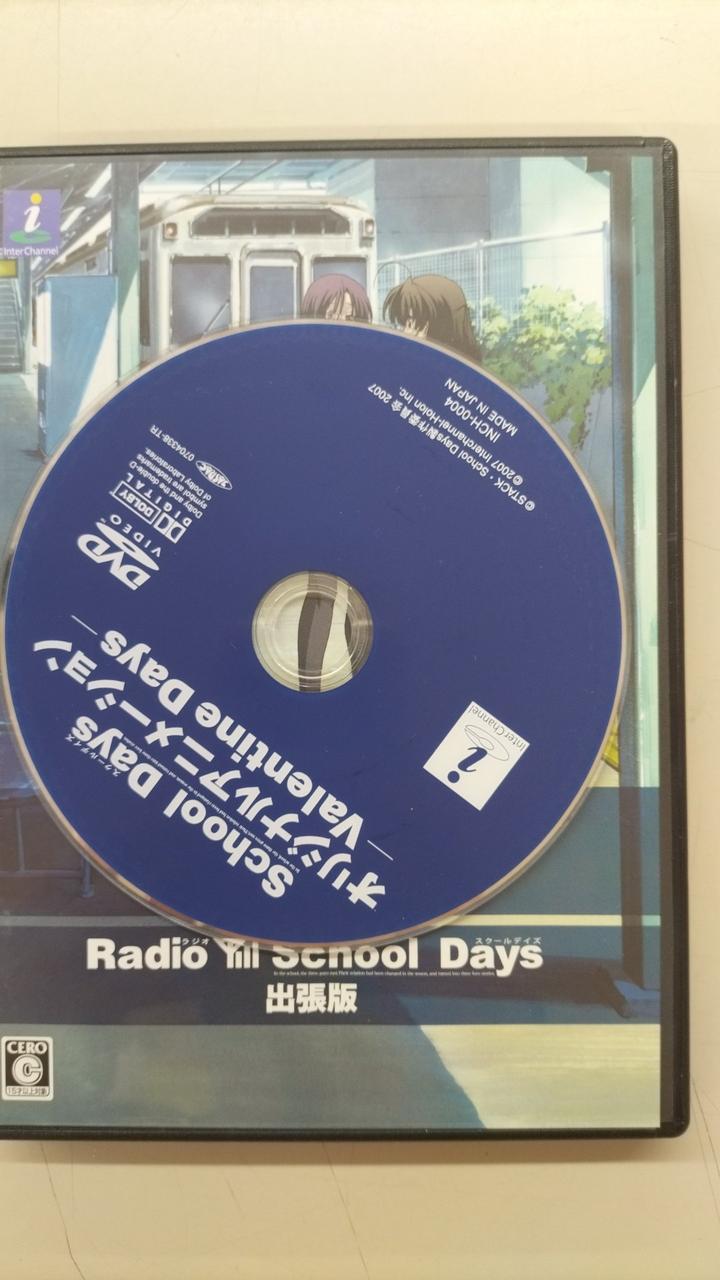 i
InterChannel
©STACK・School Days製作委員会 2007
©2007 Interchannel-Holon Inc.
INCH-0004
MADE IN JAPAN
0704338-TR
Dolby and the double-D
symbol are trademarks
of Dolby Laboratories.
DOLBY
DIGITAL
DVD
VIDEO
スクールデイズ
School Days
オリジナルアニメーション
—Valentine Days—
i
InterChannel
ラジオ スクールデイズ
Radio School Days
出張版
CERO
C
15才以上対象